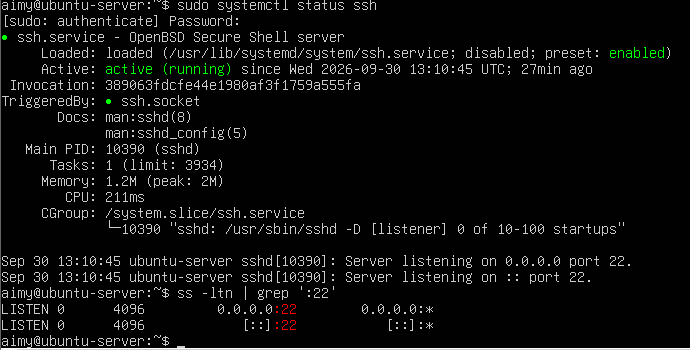 aimy@ubuntu-server:~$ sudo systemctl status ssh
[sudo: authenticate] Password:
● ssh.service - OpenBSD Secure Shell server
     Loaded: loaded (/usr/lib/systemd/system/ssh.service; disabled; preset: enabled)
     Active: active (running) since Wed 2026-09-30 13:10:45 UTC; 27min ago
 Invocation: 389063fdcfe44e1980af3f1759a555fa
TriggeredBy: ● ssh.socket
       Docs: man:sshd(8)
             man:sshd_config(5)
   Main PID: 10390 (sshd)
      Tasks: 1 (limit: 3934)
     Memory: 1.2M (peak: 2M)
        CPU: 211ms
     CGroup: /system.slice/ssh.service
             └─10390 "sshd: /usr/sbin/sshd -D [listener] 0 of 10-100 startups"
Sep 30 13:10:45 ubuntu-server sshd[10390]: Server listening on 0.0.0.0 port 22.
Sep 30 13:10:45 ubuntu-server sshd[10390]: Server listening on :: port 22.
aimy@ubuntu-server:~$ ss -ltn | grep ':22'
LISTEN 0      4096         0.0.0.0:22        0.0.0.0:*
LISTEN 0      4096            [::]:22           [::]:*
aimy@ubuntu-server:~$ _